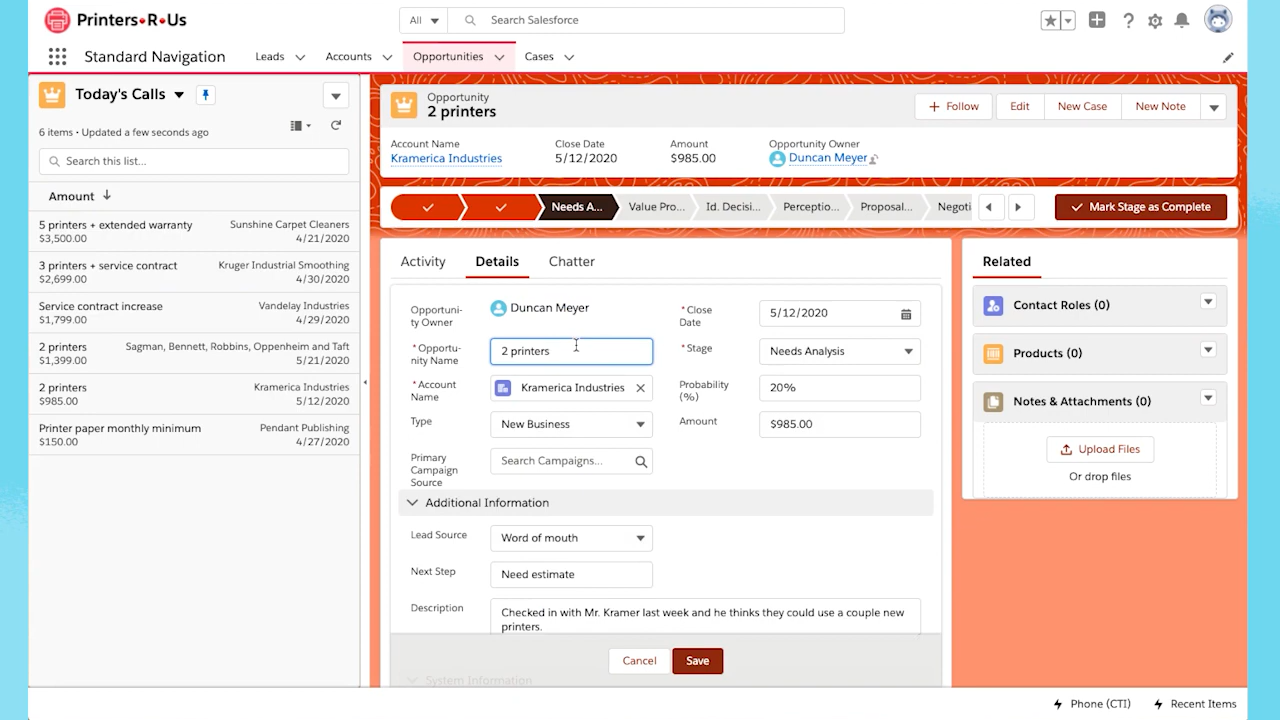 Printers•R•Us
All
Search Salesforce
Standard Navigation
Leads
Accounts
Opportunities
Cases
Today's Calls
6 items • Updated a few seconds ago
Search this list...
Amount
5 printers + extended warranty
Sunshine Carpet Cleaners
$3,500.00
4/21/2020
3 printers + service contract
Kruger Industrial Smoothing
$2,699.00
4/30/2020
Service contract increase
Vandelay Industries
$1,799.00
4/29/2020
2 printers
Sagman, Bennett, Robbins, Oppenheim and Taft
$1,399.00
5/21/2020
2 printers
Kramerica Industries
$985.00
5/12/2020
Printer paper monthly minimum
Pendant Publishing
$150.00
4/27/2020
Opportunity
2 printers
+ Follow
Edit
New Case
New Note
Account Name
Kramerica Industries
Close Date
5/12/2020
Amount
$985.00
Opportunity Owner
Duncan Meyer
Needs A...
Value Pro...
Id. Decisi...
Perceptio...
Proposal...
Negoti
Mark Stage as Complete
Activity
Details
Chatter
Opportuni-
ty Owner
Duncan Meyer
*Close
Date
5/12/2020
*Opportu-
nity Name
2 printers
*Stage
Needs Analysis
*Account
Name
Kramerica Industries
Probability
(%)
20%
Type
New Business
Amount
$985.00
Primary
Campaign
Source
Search Campaigns...
Additional Information
Lead Source
Word of mouth
Next Step
Need estimate
Description
Checked in with Mr. Kramer last week and he thinks they could use a couple new
printers.
Cancel
Save
System Information
Related
Contact Roles (0)
Products (0)
Notes & Attachments (0)
Upload Files
Or drop files
Phone (CTI)
Recent Items